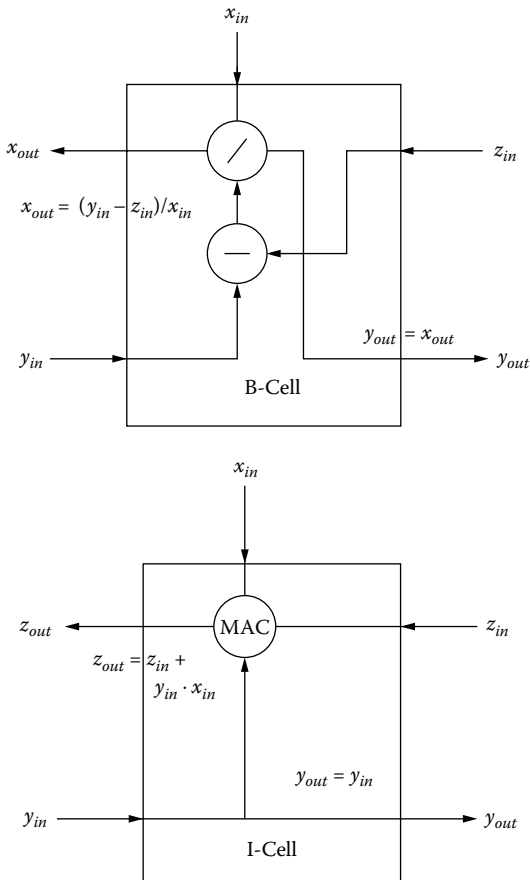 x_in
x_out
/
z_in
x_out = (y_in − z_in)/x_in
—
y_out = x_out
y_in
y_out
B-Cell
x_in
z_out
MAC
z_in
z_out = z_in +
y_in · x_in
y_out = y_in
y_in
y_out
I-Cell